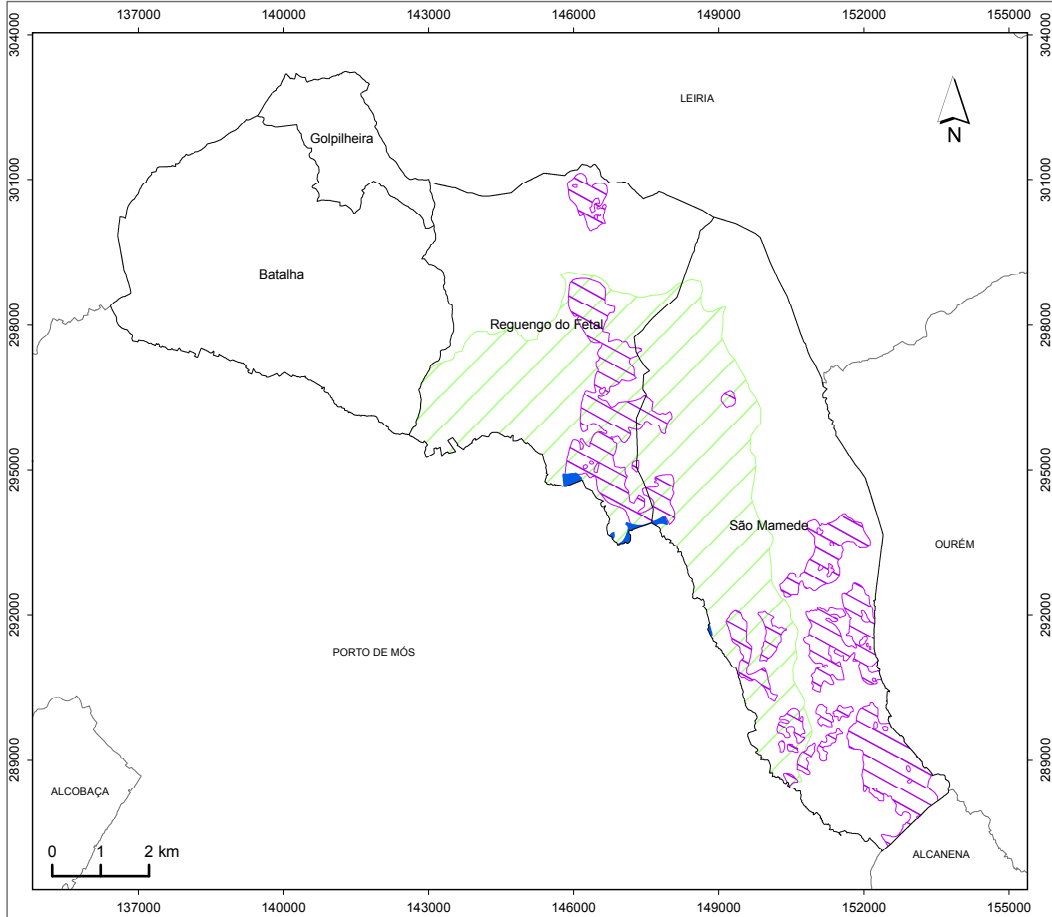 137000 140000 143000 146000 149000 152000 155000
304000 304000
LEIRIA
Golpilheira
N
301000 301000
Batalha
298000 Reguengo do Fetal 298000
295000 295000
São Mamede
OURÉM
292000 292000
PORTO DE MÓS
289000 289000
ALCOBAÇA
0 1 2 km
ALCANENA
137000 140000 143000 146000 149000 152000 155000